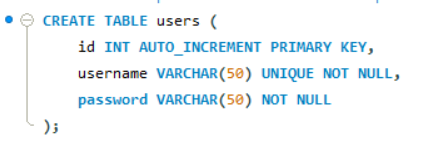 CREATE TABLE users (
id INT AUTO_INCREMENT PRIMARY KEY,
username VARCHAR(50) UNIQUE NOT NULL,
password VARCHAR(50) NOT NULL
);